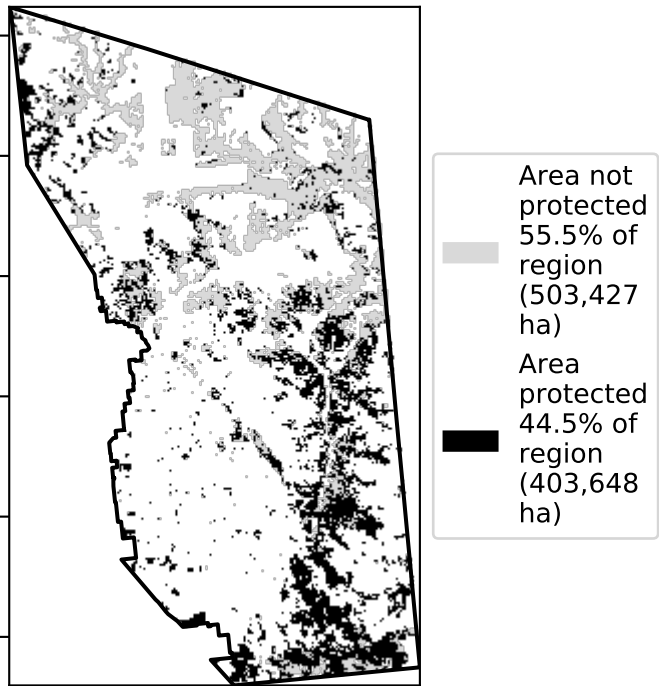 Area not
protected
55.5% of
region
(503,427
ha)
Area
protected
44.5% of
region
(403,648
ha)